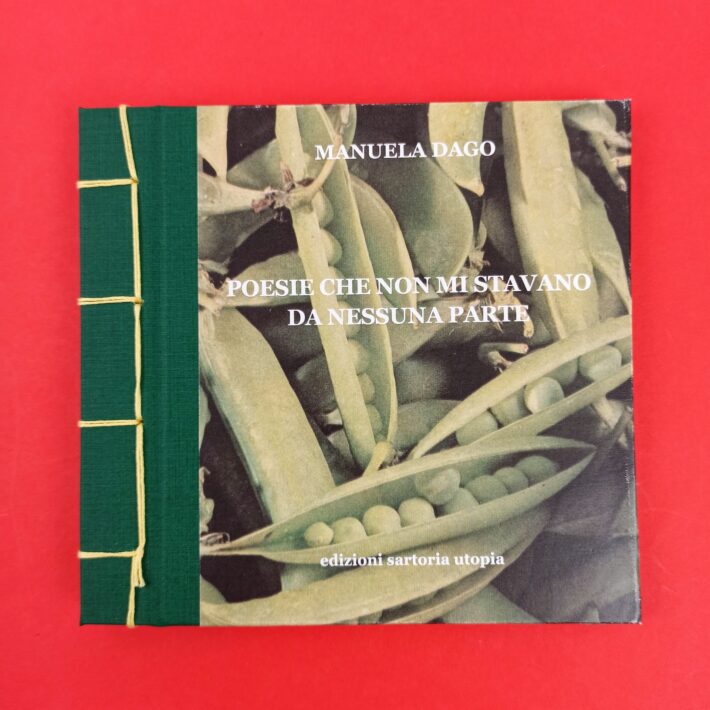 MANUELA DAGO
POESIE CHE NON MI STAVANO
DA NESSUNA PARTE
edizioni sartoria utopia